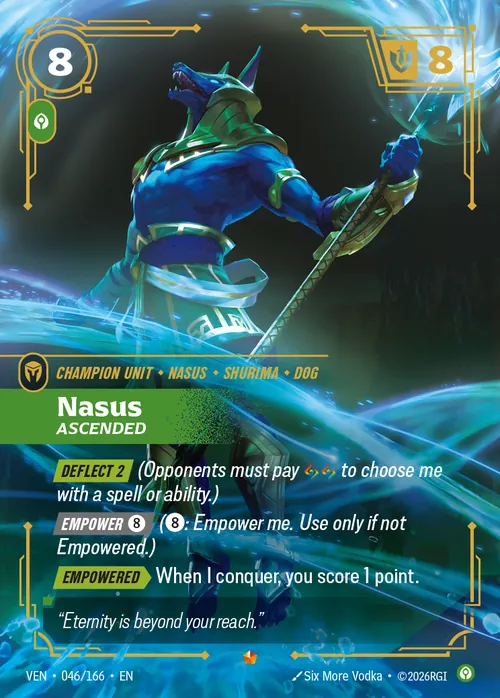 8
8
CHAMPION UNIT • NASUS • SHURIMA • DOG
Nasus
ASCENDED
DEFLECT 2 (Opponents must pay to choose me
with a spell or ability.)
EMPOWER 8 (8: Empower me. Use only if not
Empowered.)
EMPOWERED When I conquer, you score 1 point.
“Eternity is beyond your reach.”
VEN • 046/166 • EN
Six More Vodka • ©2026RGI